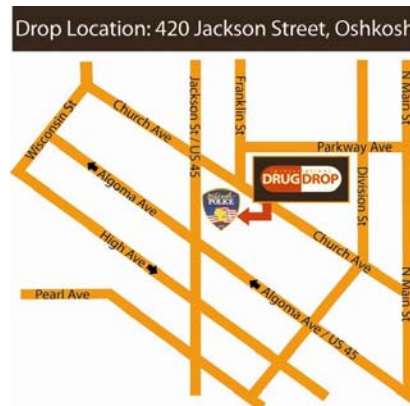 Drop Location: 420 Jackson Street, Oshkosh
Wisconsin St
Church Ave
Jackson St / US 45
Franklin St
N Main St
Parkway Ave
DRUG DROP
Division St
POLICE
Algoma Ave
High Ave
Church Ave
Pearl Ave
Algoma Ave / US 45
N Main St